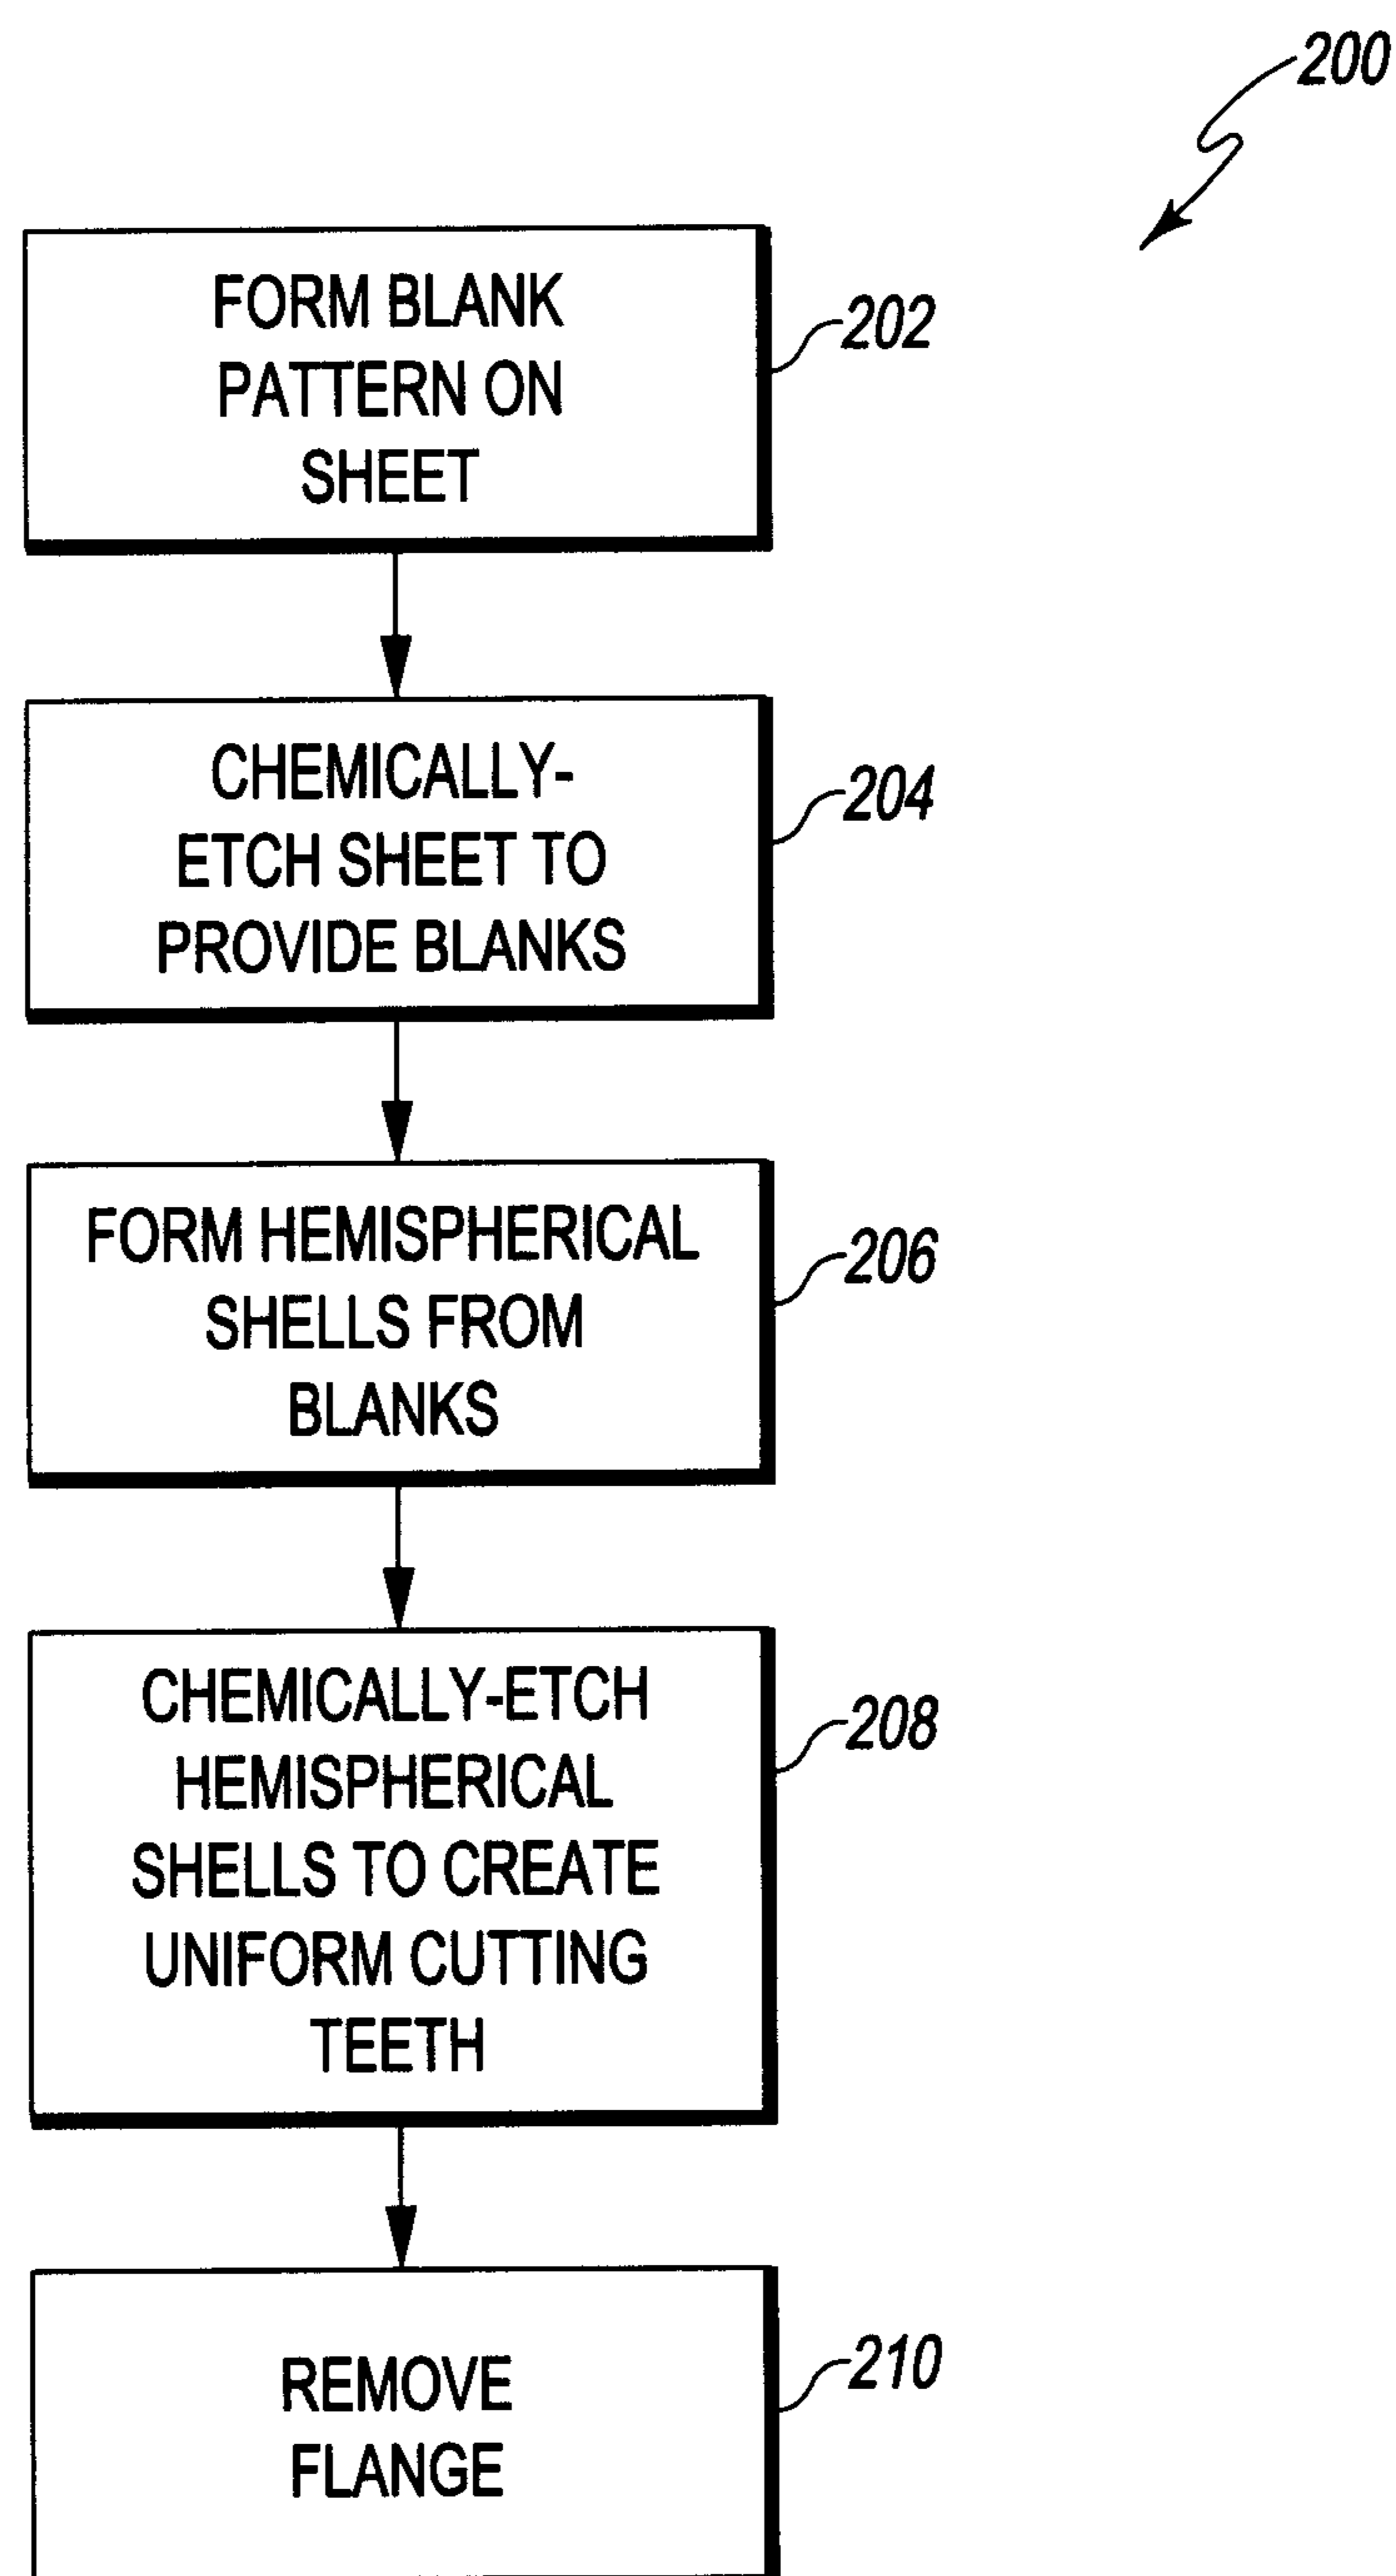 200
FORM BLANK
PATTERN ON
SHEET
202
CHEMICALLY-
ETCH SHEET TO
PROVIDE BLANKS
204
FORM HEMISPHERICAL
SHELLS FROM
BLANKS
206
CHEMICALLY-ETCH
HEMISPHERICAL
SHELLS TO CREATE
UNIFORM CUTTING
TEETH
208
REMOVE
FLANGE
210